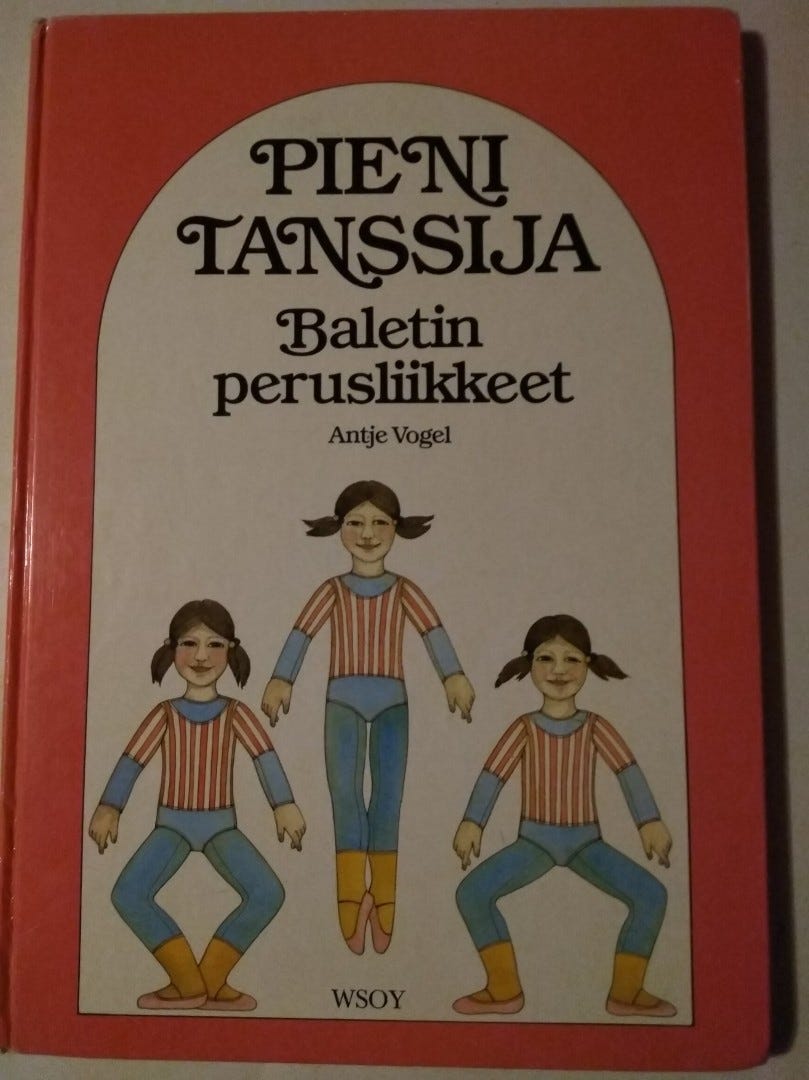 PIENI
TANSSIJA
Baletin
perusliikkeet
Antje Vogel
WSOY